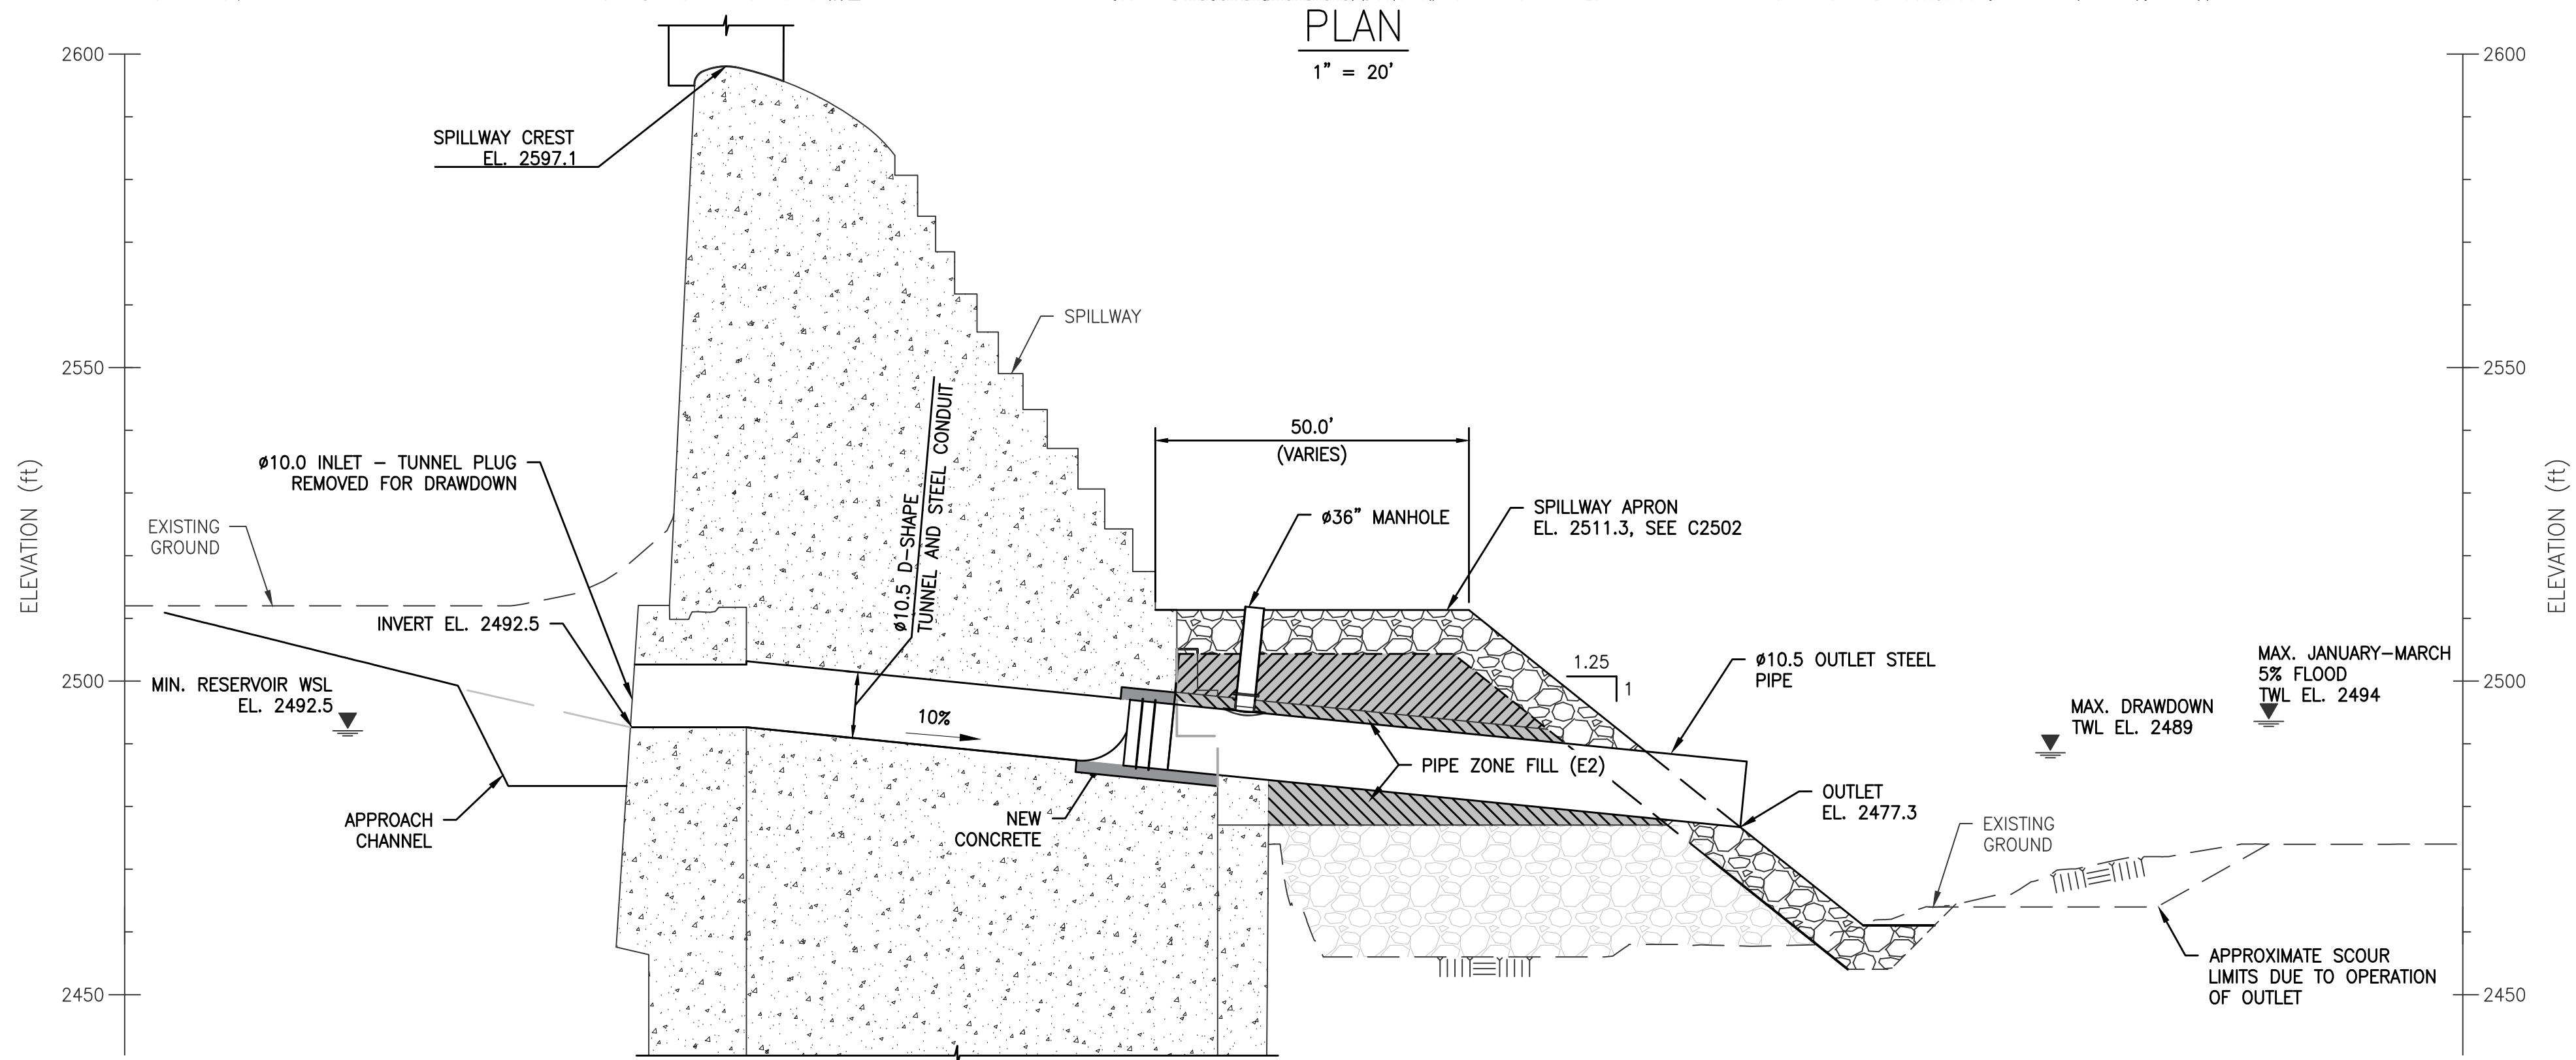 PLAN
1" = 20'
2600
2600
SPILLWAY CREST
EL. 2597.1
SPILLWAY
2550
2550
50.0'
(VARIES)
ø10.0 INLET – TUNNEL PLUG
REMOVED FOR DRAWDOWN
ø10.5 D–SHAPE
TUNNEL AND STEEL CONDUIT
ø36" MANHOLE
SPILLWAY APRON
EL. 2511.3, SEE C2502
EXISTING
GROUND
ELEVATION (ft)
ELEVATION (ft)
INVERT EL. 2492.5
1.25
1
ø10.5 OUTLET STEEL
PIPE
MAX. JANUARY–MARCH
5% FLOOD
TWL EL. 2494
2500
2500
MIN. RESERVOIR WSL
EL. 2492.5
10%
MAX. DRAWDOWN
TWL EL. 2489
PIPE ZONE FILL (E2)
OUTLET
EL. 2477.3
APPROACH
CHANNEL
NEW
CONCRETE
EXISTING
GROUND
APPROXIMATE SCOUR
LIMITS DUE TO OPERATION
OF OUTLET
2450
2450